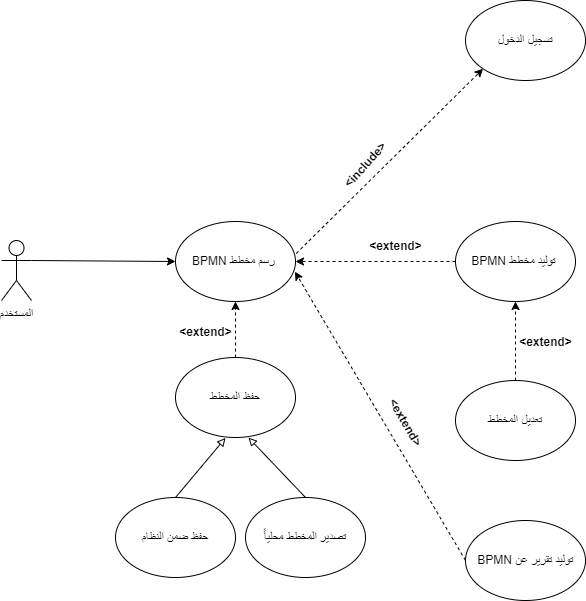 تسجيل الدخول
<include>
رسم مخطط BPMN
<extend>
توليد مخطط BPMN
المستخدم
<extend>
<extend>
حفظ المخطط
<extend>
تعديل المخطط
حفظ ضمن النظام
تصدير المخطط محلياً
توليد تقرير عن BPMN